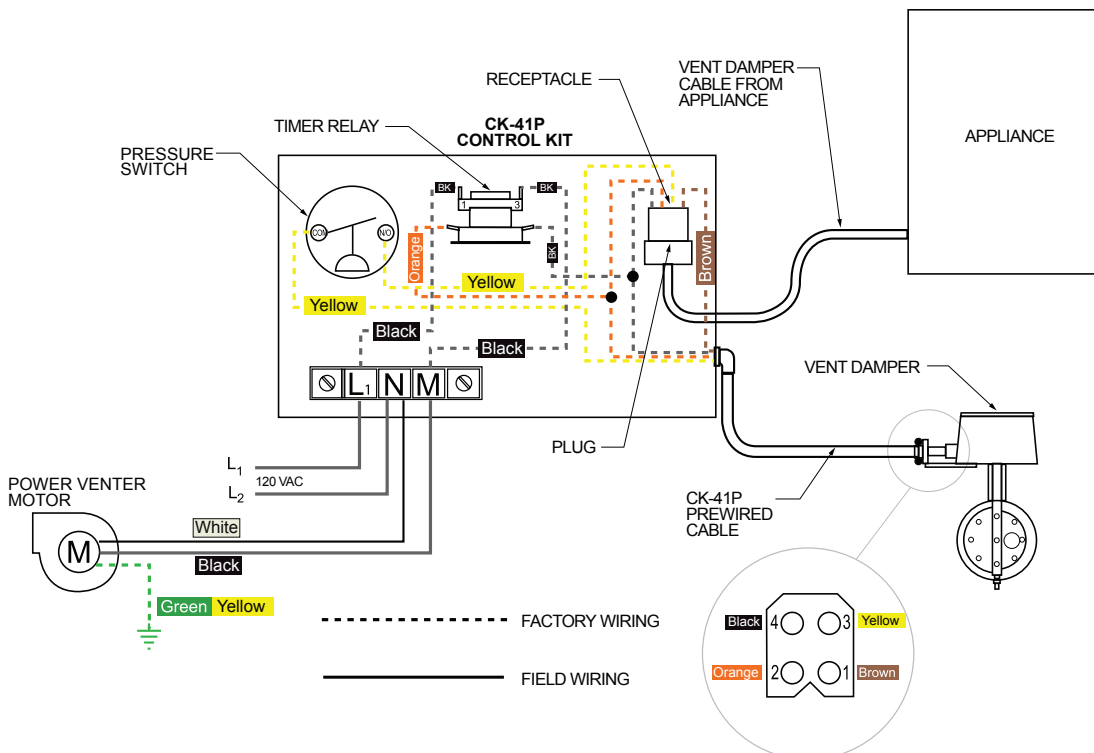 RECEPTACLE
VENT DAMPER
CABLE FROM
APPLIANCE
TIMER RELAY
CK-41P
CONTROL KIT
APPLIANCE
PRESSURE
SWITCH
BK
BK
1
3
COM
N/O
BK
Orange
Yellow
Brown
Yellow
Black
Black
L1
N
M
VENT DAMPER
PLUG
L1
120 VAC
L2
POWER VENTER
MOTOR
CK-41P
PREWIRED
CABLE
White
M
Black
Green Yellow
FACTORY WIRING
Black 4 3 Yellow
Orange 2 1 Brown
FIELD WIRING